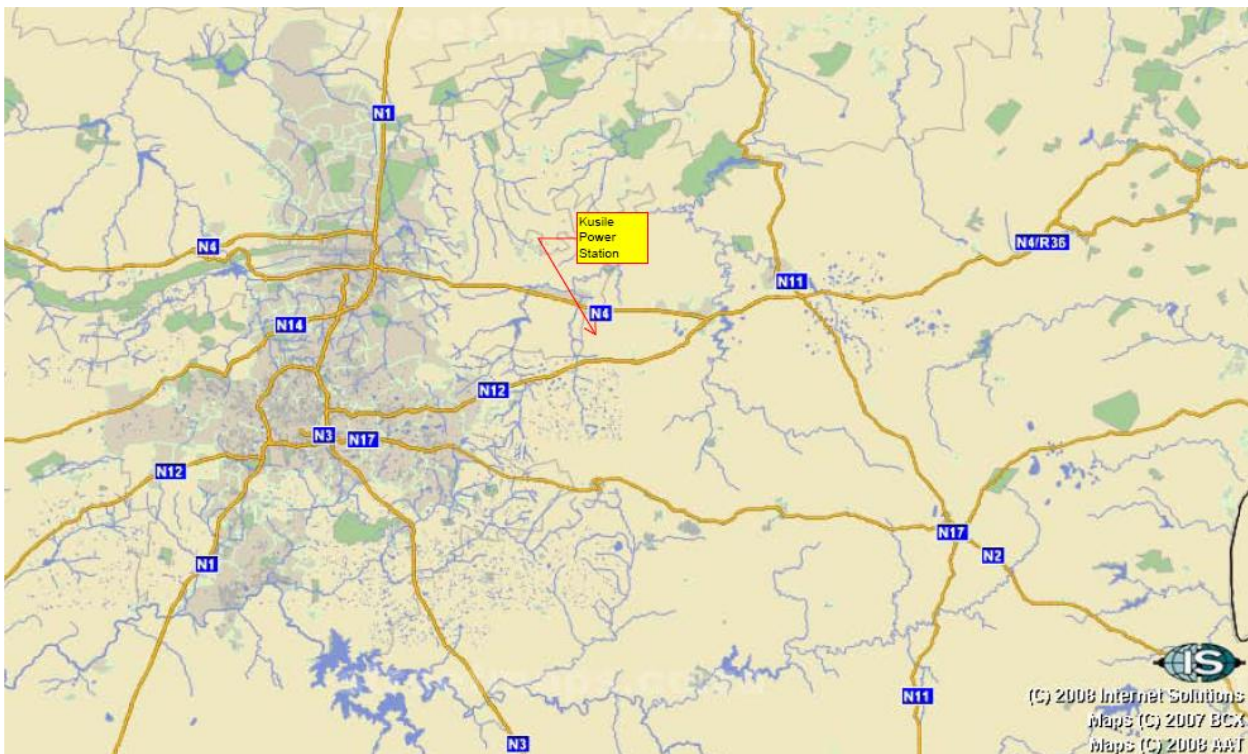 N1
N4
Kusile
Power
Station
N4/R36
N11
N4
N14
N12
N3
N17
N12
N17
N2
N1
IS
N11
(C) 2008 Internet Solutions
Maps (C) 2007 BCX
N3
Maps (C) 2008 AAT